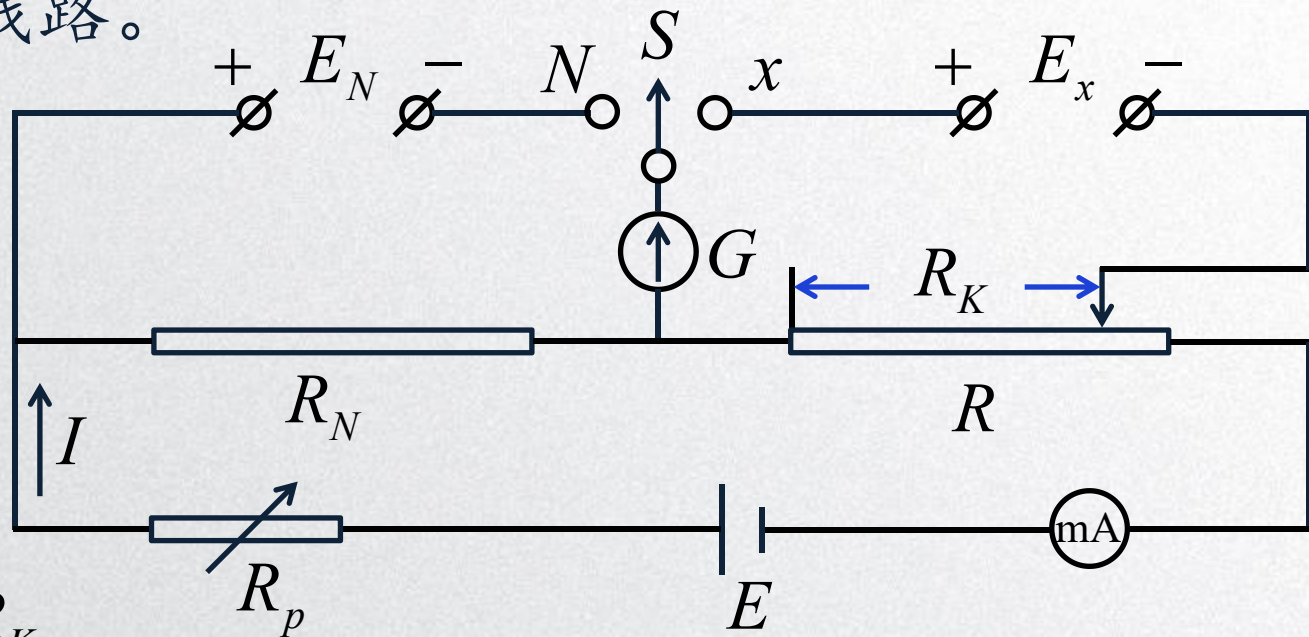 线路。
+ E_N − N S x + E_x −
G R_K
R_N R
I
R_p E mA
K